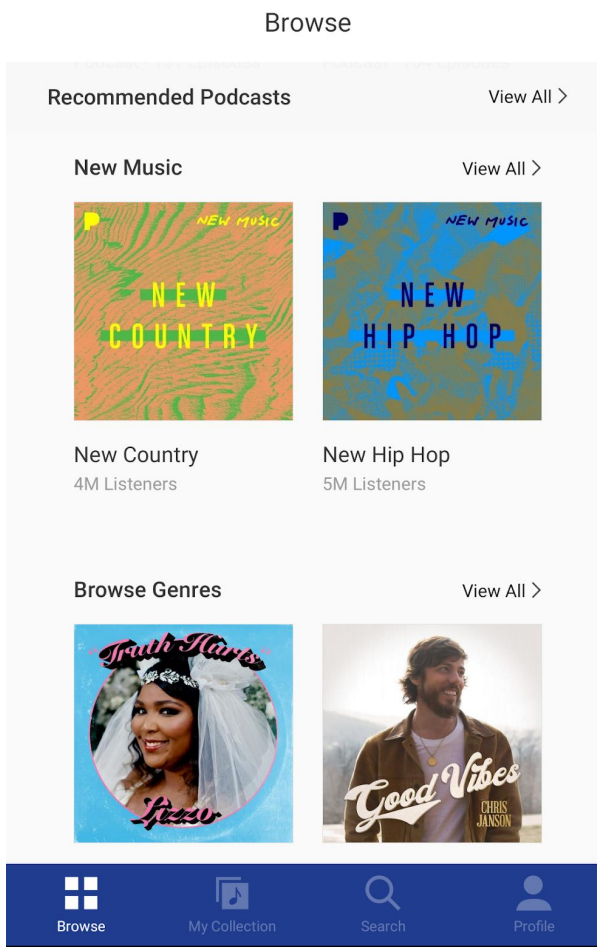 Browse
Recommended Podcasts View All
New Music View All
P NEW MUSIC
NEW
COUNTRY
P NEW MUSIC
NEW
HIP HOP
New Country
4M Listeners
New Hip Hop
5M Listeners
Browse Genres View All
"Truth Hurts"
Lizzo
Good Vibes
CHRIS
JANSON
Browse My Collection Search Profile